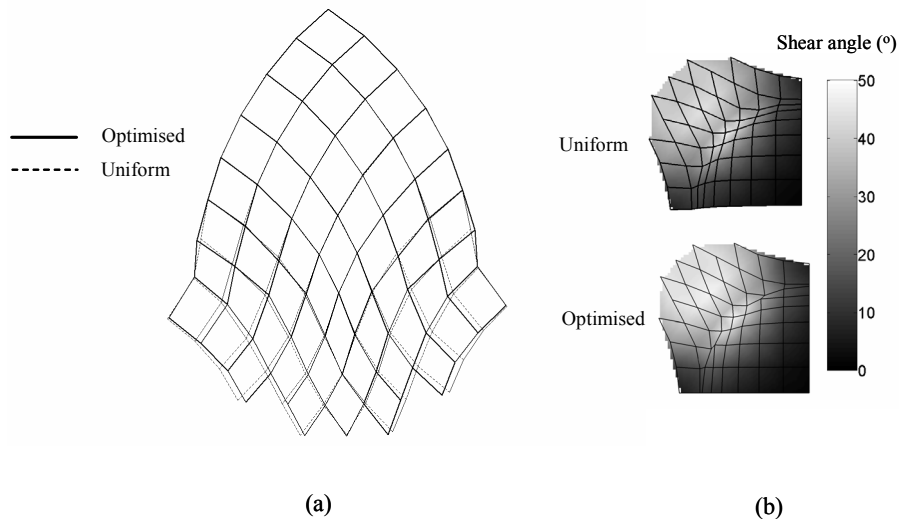 Optimised
Uniform
(a)
Shear angle (º)
50
40
30
20
10
0
Uniform
Optimised
(b)